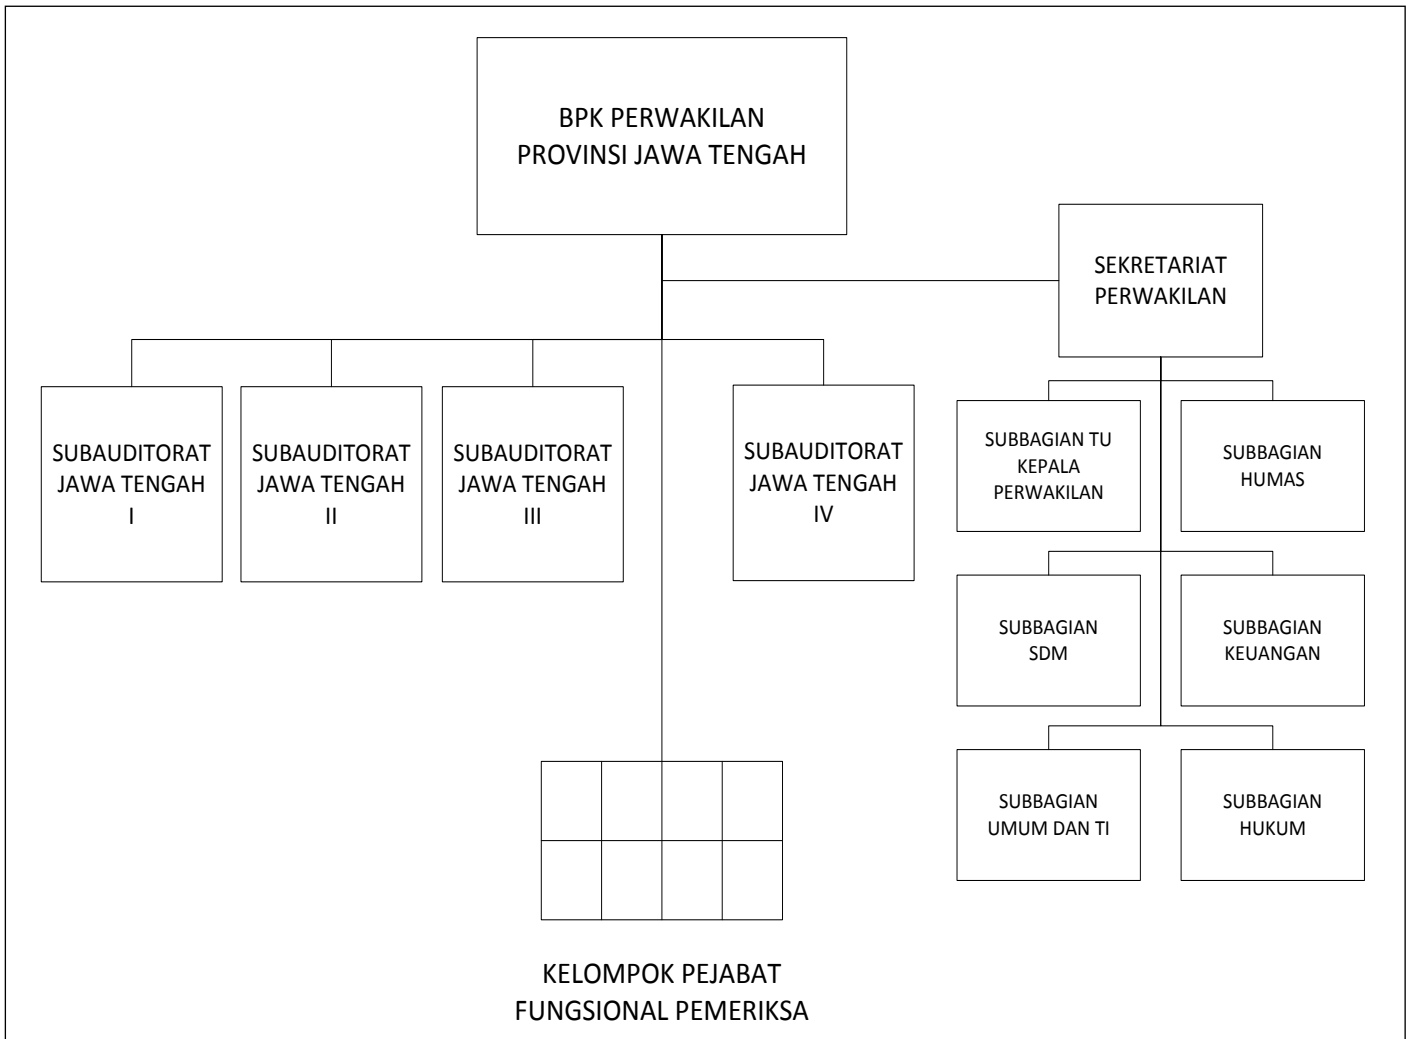 BPK PERWAKILAN
PROVINSI JAWA TENGAH
SEKRETARIAT
PERWAKILAN
SUBAUDITORAT
JAWA TENGAH
I
SUBAUDITORAT
JAWA TENGAH
II
SUBAUDITORAT
JAWA TENGAH
III
SUBAUDITORAT
JAWA TENGAH
IV
SUBBAGIAN TU
KEPALA
PERWAKILAN
SUBBAGIAN
HUMAS
SUBBAGIAN
SDM
SUBBAGIAN
KEUANGAN
SUBBAGIAN
UMUM DAN TI
SUBBAGIAN
HUKUM
KELOMPOK PEJABAT
FUNGSIONAL PEMERIKSA